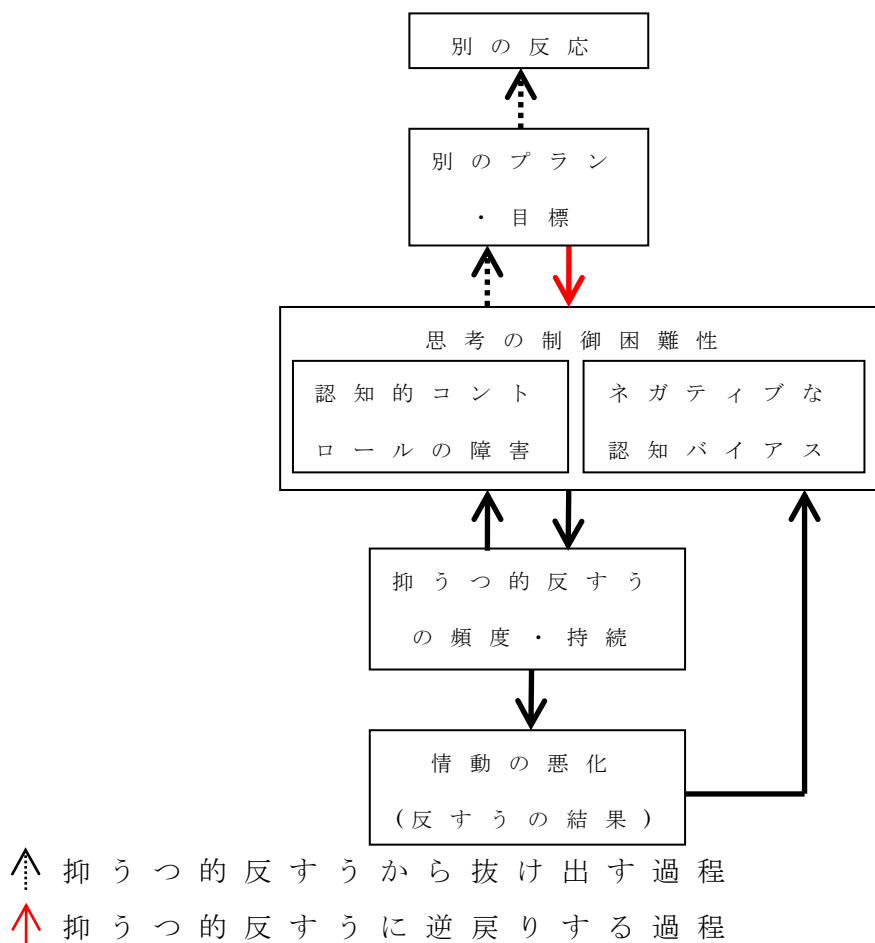 別の反応
別のプラン
・目標
思考の制御困難性
認知的コント
ロールの障害
ネガティブな
認知バイアス
抑うつ的反すう
の頻度・持続
情動の悪化
(反すうの結果)
抑うつ的反すうから抜け出す過程
抑うつ的反すうに逆戻りする過程